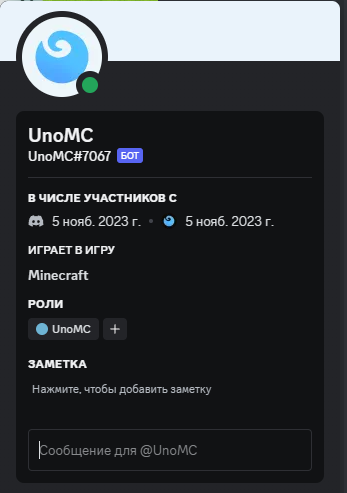 UnoMC
UnoMC#7067 БОТ
В ЧИСЛЕ УЧАСТНИКОВ С
5 нояб. 2023 г. • 5 нояб. 2023 г.
ИГРАЕТ В ИГРУ
Minecraft
РОЛИ
UnoMC +
ЗАМЕТКА
Нажмите, чтобы добавить заметку
Сообщение для @UnoMC